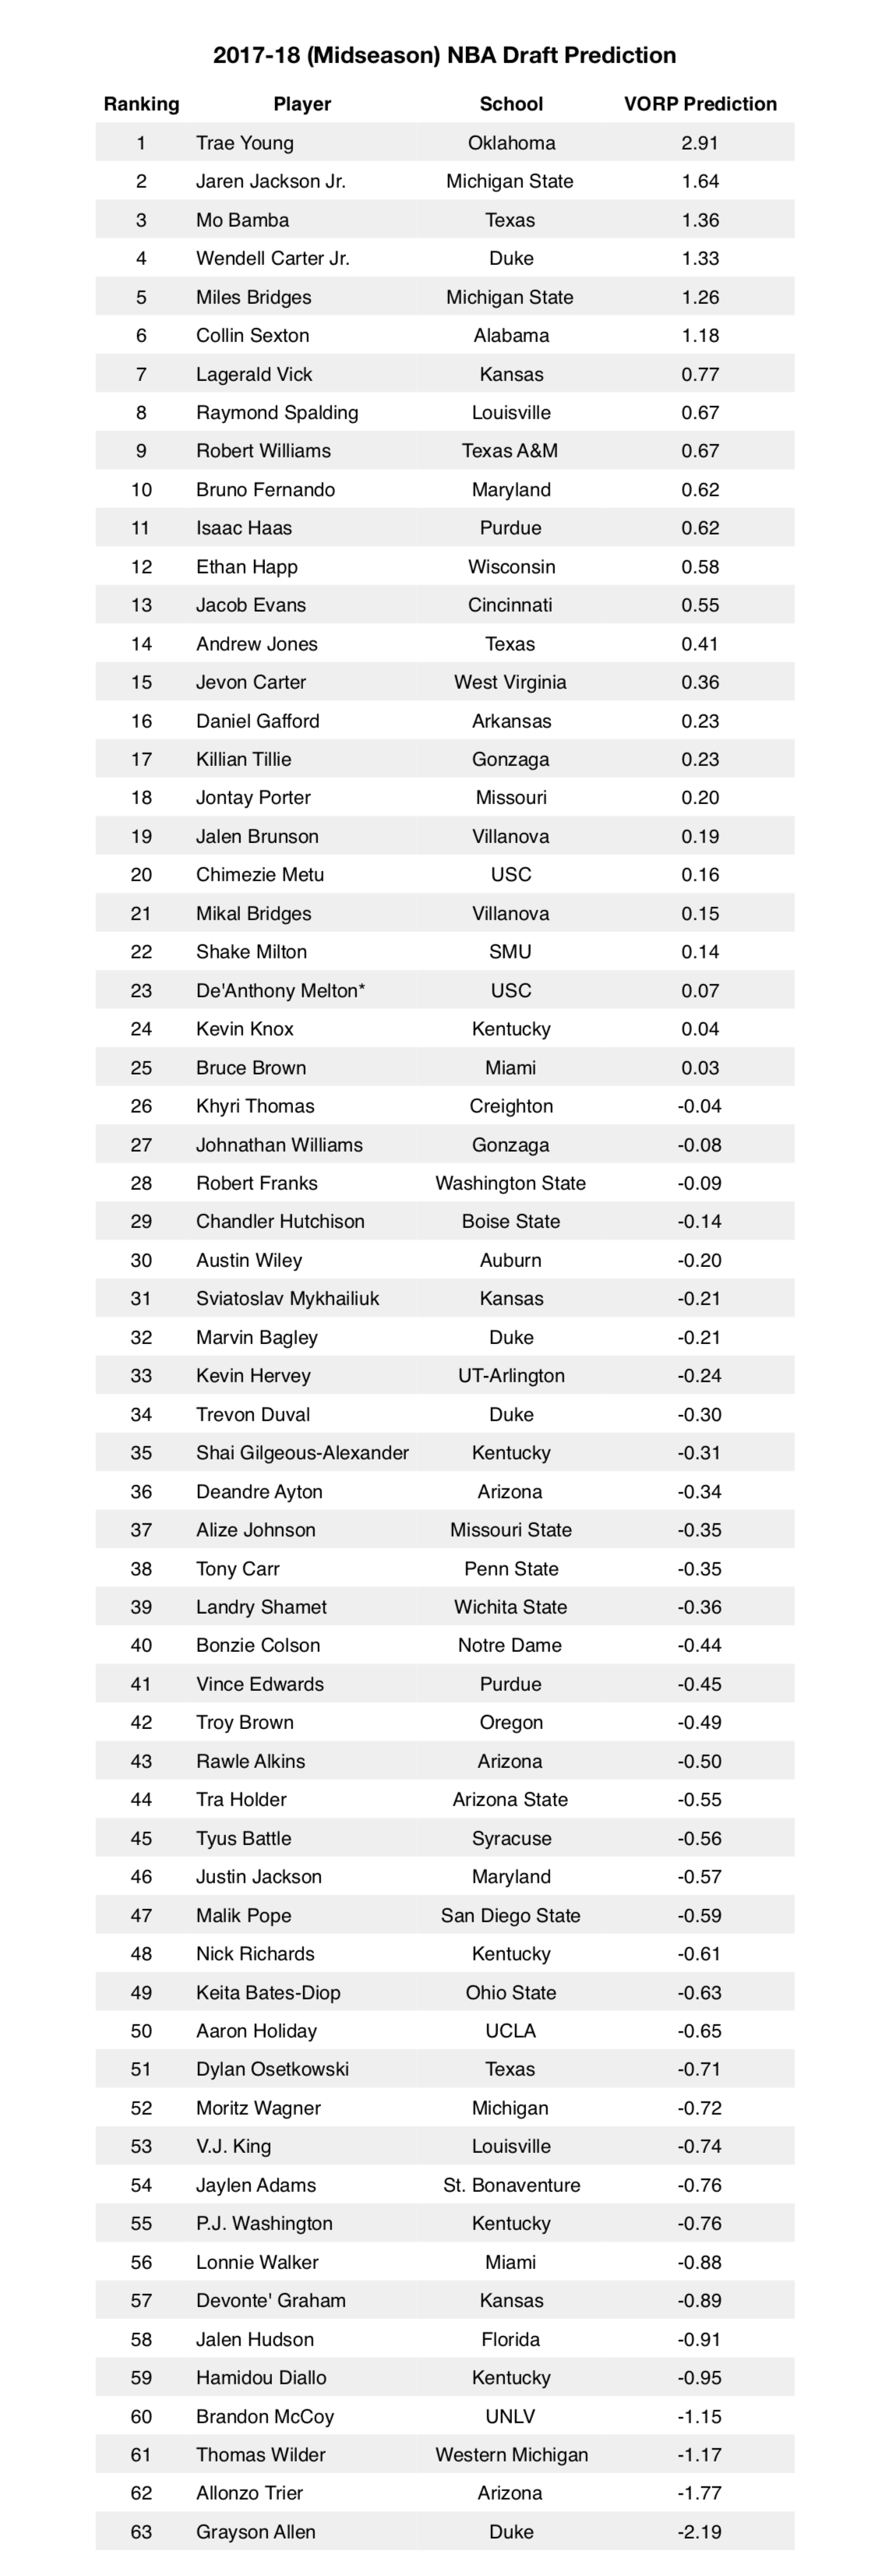 2017-18 (Midseason) NBA Draft Prediction
Ranking Player School VORP Prediction
1 Trae Young Oklahoma 2.91
2 Jaren Jackson Jr. Michigan State 1.64
3 Mo Bamba Texas 1.36
4 Wendell Carter Jr. Duke 1.33
5 Miles Bridges Michigan State 1.26
6 Collin Sexton Alabama 1.18
7 Lagerald Vick Kansas 0.77
8 Raymond Spalding Louisville 0.67
9 Robert Williams Texas A&M 0.67
10 Bruno Fernando Maryland 0.62
11 Isaac Haas Purdue 0.62
12 Ethan Happ Wisconsin 0.58
13 Jacob Evans Cincinnati 0.55
14 Andrew Jones Texas 0.41
15 Jevon Carter West Virginia 0.36
16 Daniel Gafford Arkansas 0.23
17 Killian Tillie Gonzaga 0.23
18 Jontay Porter Missouri 0.20
19 Jalen Brunson Villanova 0.19
20 Chimezie Metu USC 0.16
21 Mikal Bridges Villanova 0.15
22 Shake Milton SMU 0.14
23 De'Anthony Melton* USC 0.07
24 Kevin Knox Kentucky 0.04
25 Bruce Brown Miami 0.03
26 Khyri Thomas Creighton -0.04
27 Johnathan Williams Gonzaga -0.08
28 Robert Franks Washington State -0.09
29 Chandler Hutchison Boise State -0.14
30 Austin Wiley Auburn -0.20
31 Sviatoslav Mykhailiuk Kansas -0.21
32 Marvin Bagley Duke -0.21
33 Kevin Hervey UT-Arlington -0.24
34 Trevon Duval Duke -0.30
35 Shai Gilgeous-Alexander Kentucky -0.31
36 Deandre Ayton Arizona -0.34
37 Alize Johnson Missouri State -0.35
38 Tony Carr Penn State -0.35
39 Landry Shamet Wichita State -0.36
40 Bonzie Colson Notre Dame -0.44
41 Vince Edwards Purdue -0.45
42 Troy Brown Oregon -0.49
43 Rawle Alkins Arizona -0.50
44 Tra Holder Arizona State -0.55
45 Tyus Battle Syracuse -0.56
46 Justin Jackson Maryland -0.57
47 Malik Pope San Diego State -0.59
48 Nick Richards Kentucky -0.61
49 Keita Bates-Diop Ohio State -0.63
50 Aaron Holiday UCLA -0.65
51 Dylan Osetkowski Texas -0.71
52 Moritz Wagner Michigan -0.72
53 V.J. King Louisville -0.74
54 Jaylen Adams St. Bonaventure -0.76
55 P.J. Washington Kentucky -0.76
56 Lonnie Walker Miami -0.88
57 Devonte' Graham Kansas -0.89
58 Jalen Hudson Florida -0.91
59 Hamidou Diallo Kentucky -0.95
60 Brandon McCoy UNLV -1.15
61 Thomas Wilder Western Michigan -1.17
62 Allonzo Trier Arizona -1.77
63 Grayson Allen Duke -2.19